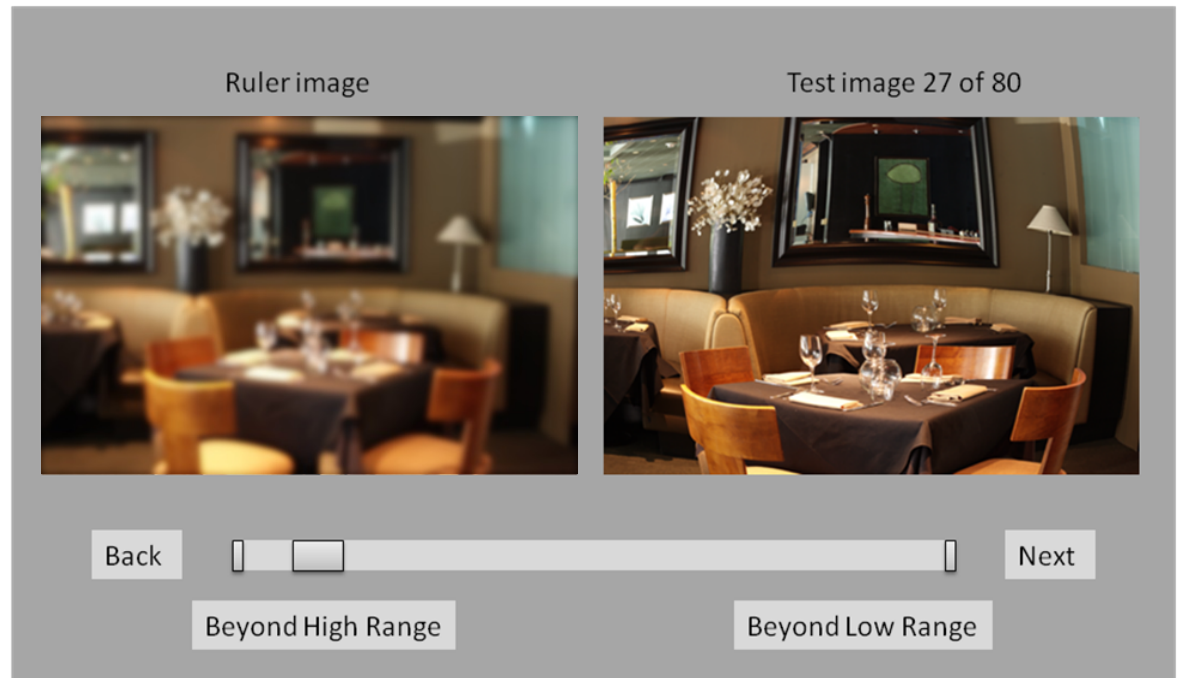 Ruler image
Test image 27 of 80
Back
Next
Beyond High Range
Beyond Low Range